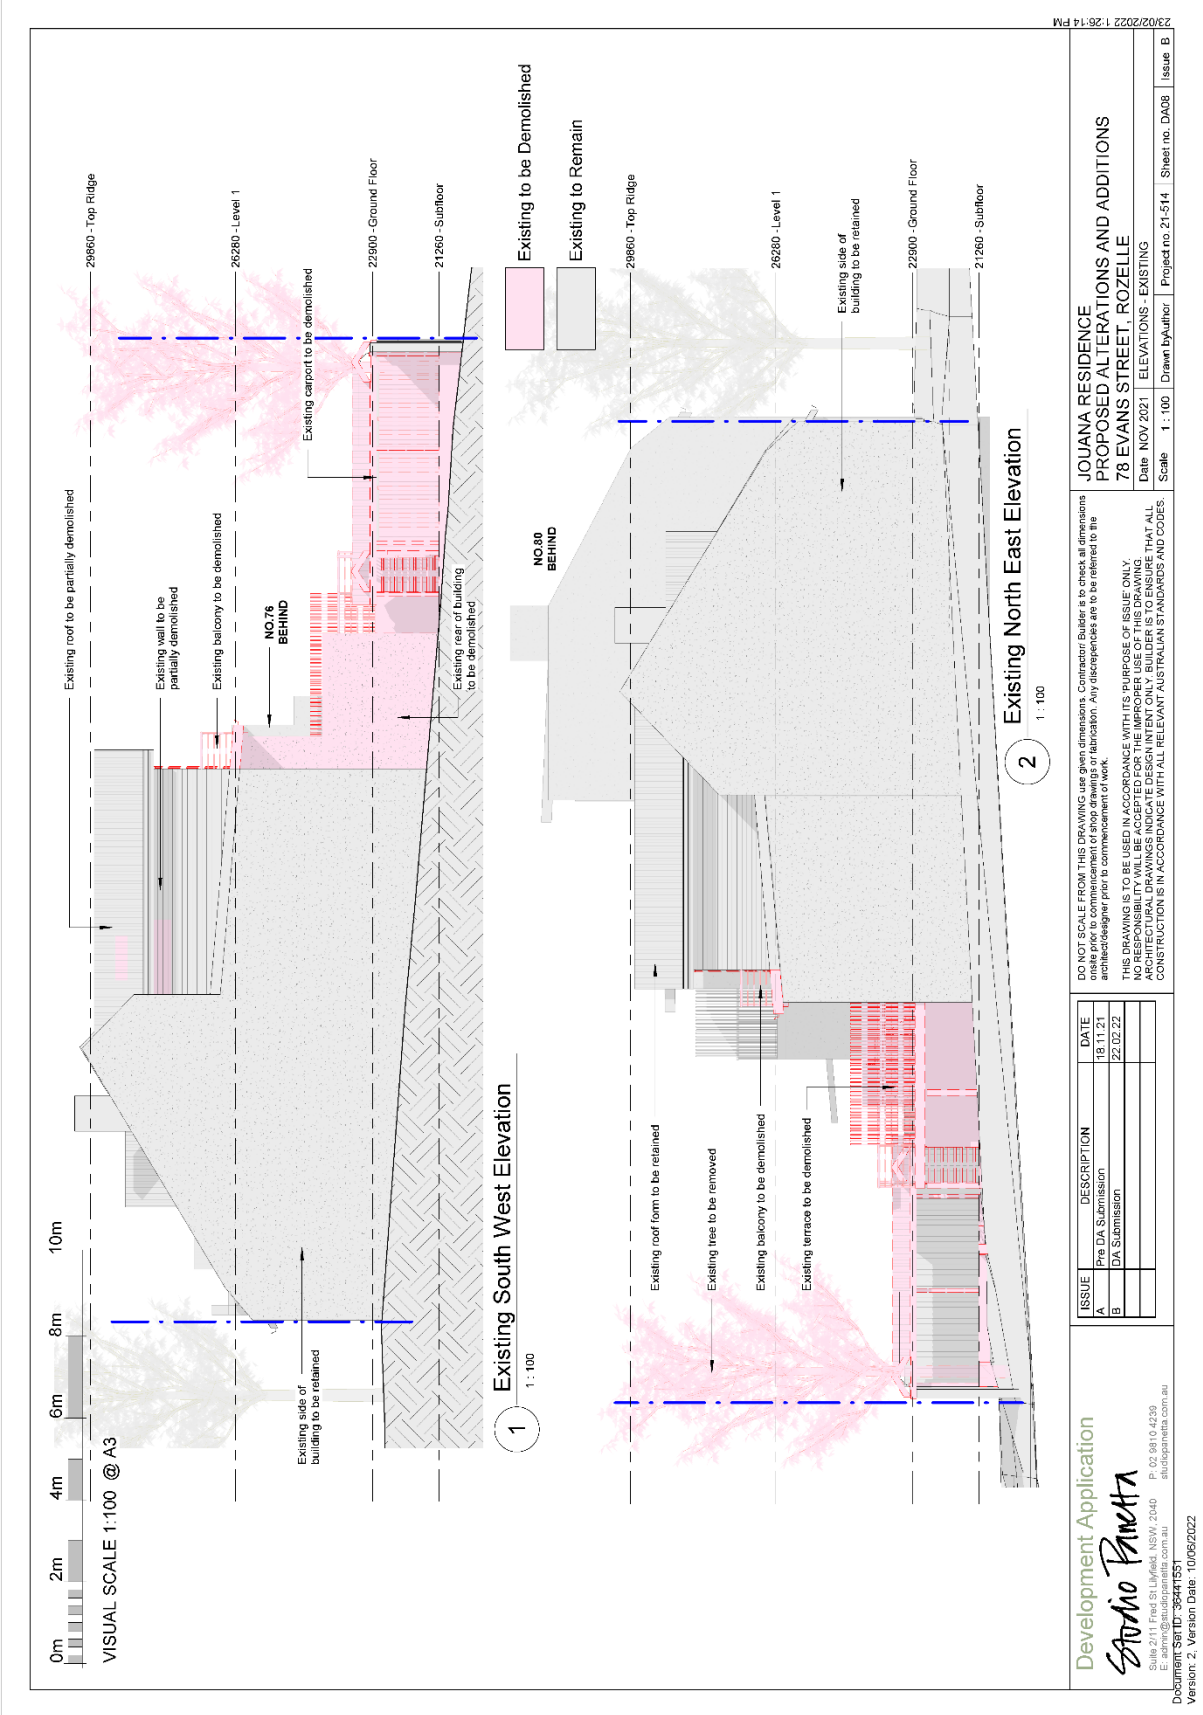 0m 2m 4m 6m 8m 10m
VISUAL SCALE 1:100 @ A3
29860 - Top Ridge
26280 - Level 1
22900 - Ground Floor
21260 - Subfloor
Existing roof to be partially demolished
Existing wall to be
partially demolished
Existing balcony to be demolished
NO.76
BEHIND
Existing carport to be demolished
Existing rear of building
to be demolished
Existing side of
building to be retained
1
Existing South West Elevation
1 : 100
Existing to be Demolished
Existing to Remain
NO.80
BEHIND
29860 - Top Ridge
26280 - Level 1
22900 - Ground Floor
21260 - Subfloor
Existing side of
building to be retained
Existing roof form to be retained
Existing tree to be removed
Existing balcony to be demolished
Existing terrace to be demolished
2
Existing North East Elevation
1 : 100
Development Application
Studio Panetta
Suite 2/11 Fred St Lilyfield. NSW. 2040 P: 02 9810 4239
E: admin@studiopanetta.com.au studiopanetta.com.au
ISSUE DESCRIPTION DATE
A Pre DA Submission 18.11.21
B DA Submission 22.02.22
DO NOT SCALE FROM THIS DRAWING use given dimensions. Contractor/ Builder is to check all dimensions
onsite prior to commencement of shop drawings or fabrication. Any discrepencies are to be referred to the
architect/designer prior to commencement of work.
THIS DRAWING IS TO BE USED IN ACCORDANCE WITH ITS 'PURPOSE OF ISSUE' ONLY.
NO RESPONSIBILITY WILL BE ACCEPTED FOR THE IMPROPER USE OF THIS DRAWING.
ARCHITECTURAL DRAWINGS INDICATE DESIGN INTENT ONLY. BUILDER IS TO ENSURE THAT ALL
CONSTRUCTION IS IN ACCORDANCE WITH ALL RELEVANT AUSTRALIAN STANDARDS AND CODES.
JOUANA RESIDENCE
PROPOSED ALTERATIONS AND ADDITIONS
78 EVANS STREET, ROZELLE
Date NOV 2021 ELEVATIONS - EXISTING
Scale 1 : 100 Drawn by Author Project no. 21-514 Sheet no. DA08 Issue B
23/02/2022 1:26:14 PM
Document Set ID: 36441551
Version: 2, Version Date: 10/06/2022